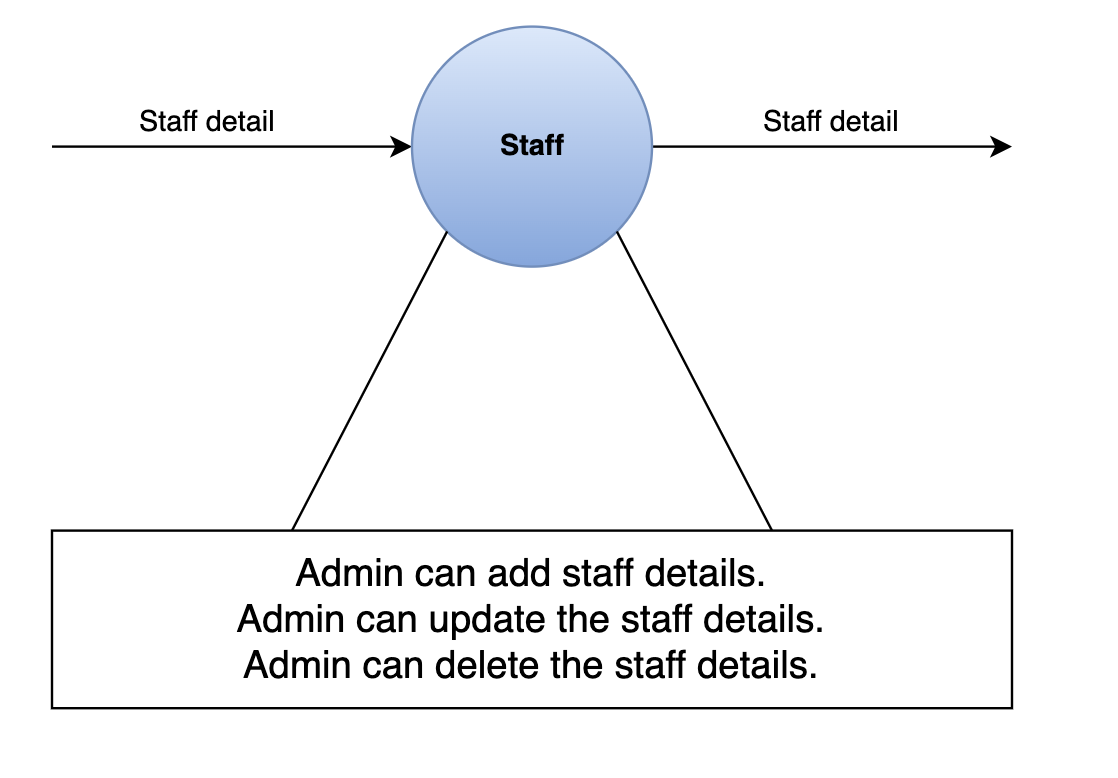 Staff detail
Staff
Staff detail
Admin can add staff details.
Admin can update the staff details.
Admin can delete the staff details.